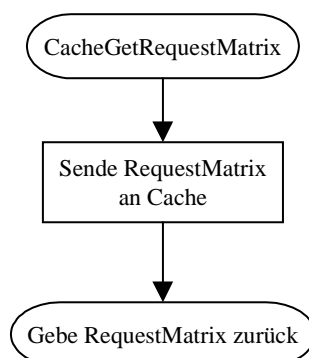 CacheGetRequestMatrix
Sende RequestMatrix
an Cache
Gebe RequestMatrix zurück